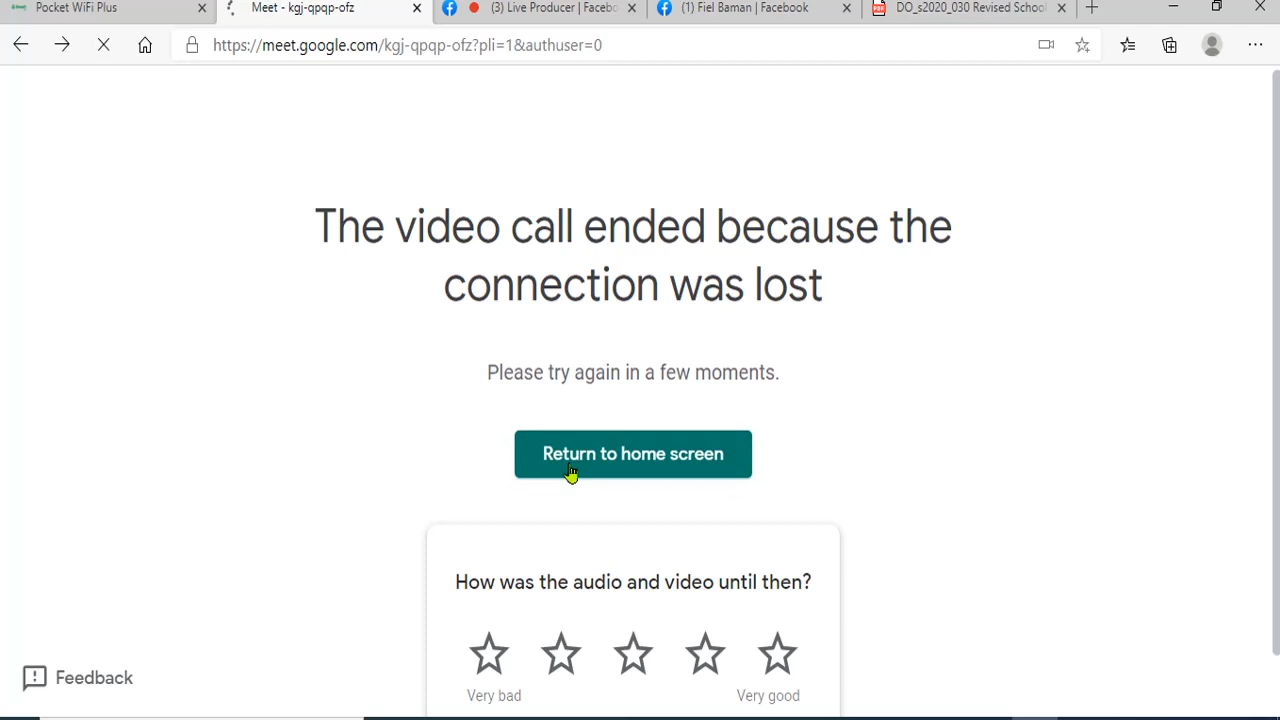 Pocket WiFi Plus
Meet - kgj-qpqp-ofz
(3) Live Producer | Facebo
(1) Fiel Baman | Facebook
DO_s2020_030 Revised School
https://meet.google.com/kgj-qpqp-ofz?pli=1&authuser=0
The video call ended because the
connection was lost
Please try again in a few moments.
Return to home screen
How was the audio and video until then?
Very bad
Very good
Feedback